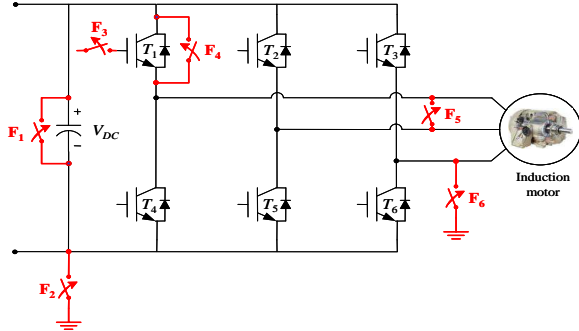 F3
T1
F4
T2
T3
F1
+
VDC
−
F5
Induction
motor
T4
T5
T6
F6
F2